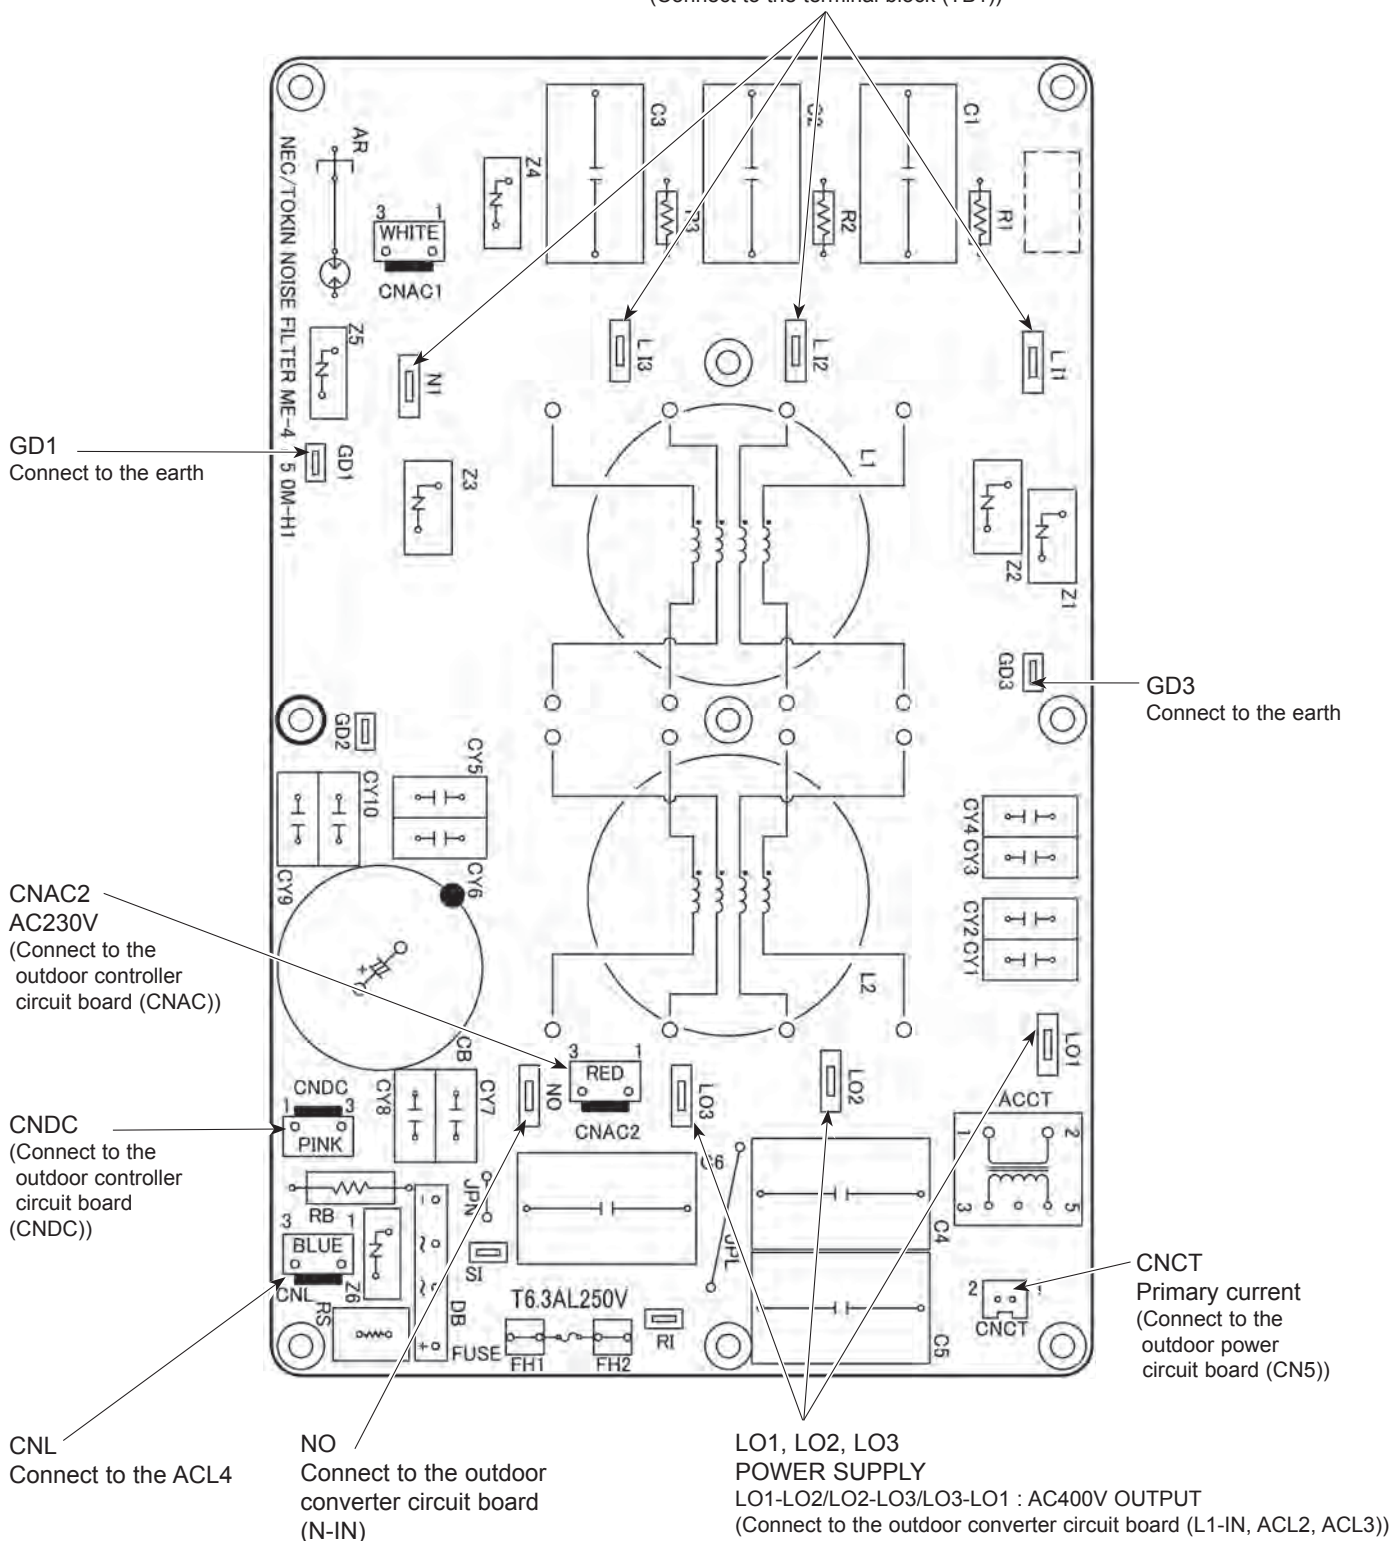 (Connect to the terminal block (TB1))
C3
C2
C1
AR
Z4
R3
R2
R1
3 1
WHITE
CNAC1
NEC/TOKIN NOISE FILTER ME-4 5 0M-H1
Z5
N1
LI3
LI2
LI1
GD1
Connect to the earth
GD1
Z3
L1
Z2
Z1
GD3
GD3
Connect to the earth
GD2
CY5
CY10
CY6
CY9
CY4
CY3
CY2
CY1
CNAC2
AC230V
(Connect to the
outdoor controller
circuit board (CNAC))
L2
CB
LO1
3 1
RED
CNAC2
NO
LO3
LO2
ACCT
1 2
3 5
CNDC
1 3
PINK
CY8
CY7
CNDC
(Connect to the
outdoor controller
circuit board
(CNDC))
C6
JPN
RB
JPL
C4
3 1
BLUE
CNL
Z6
SI
DB
RS
T6.3AL250V
FUSE
FH1
FH2
RI
C5
2 1
CNCT
CNCT
Primary current
(Connect to the
outdoor power
circuit board (CN5))
CNL
Connect to the ACL4
NO
Connect to the outdoor
converter circuit board
(N-IN)
LO1, LO2, LO3
POWER SUPPLY
LO1-LO2/LO2-LO3/LO3-LO1 : AC400V OUTPUT
(Connect to the outdoor converter circuit board (L1-IN, ACL2, ACL3))